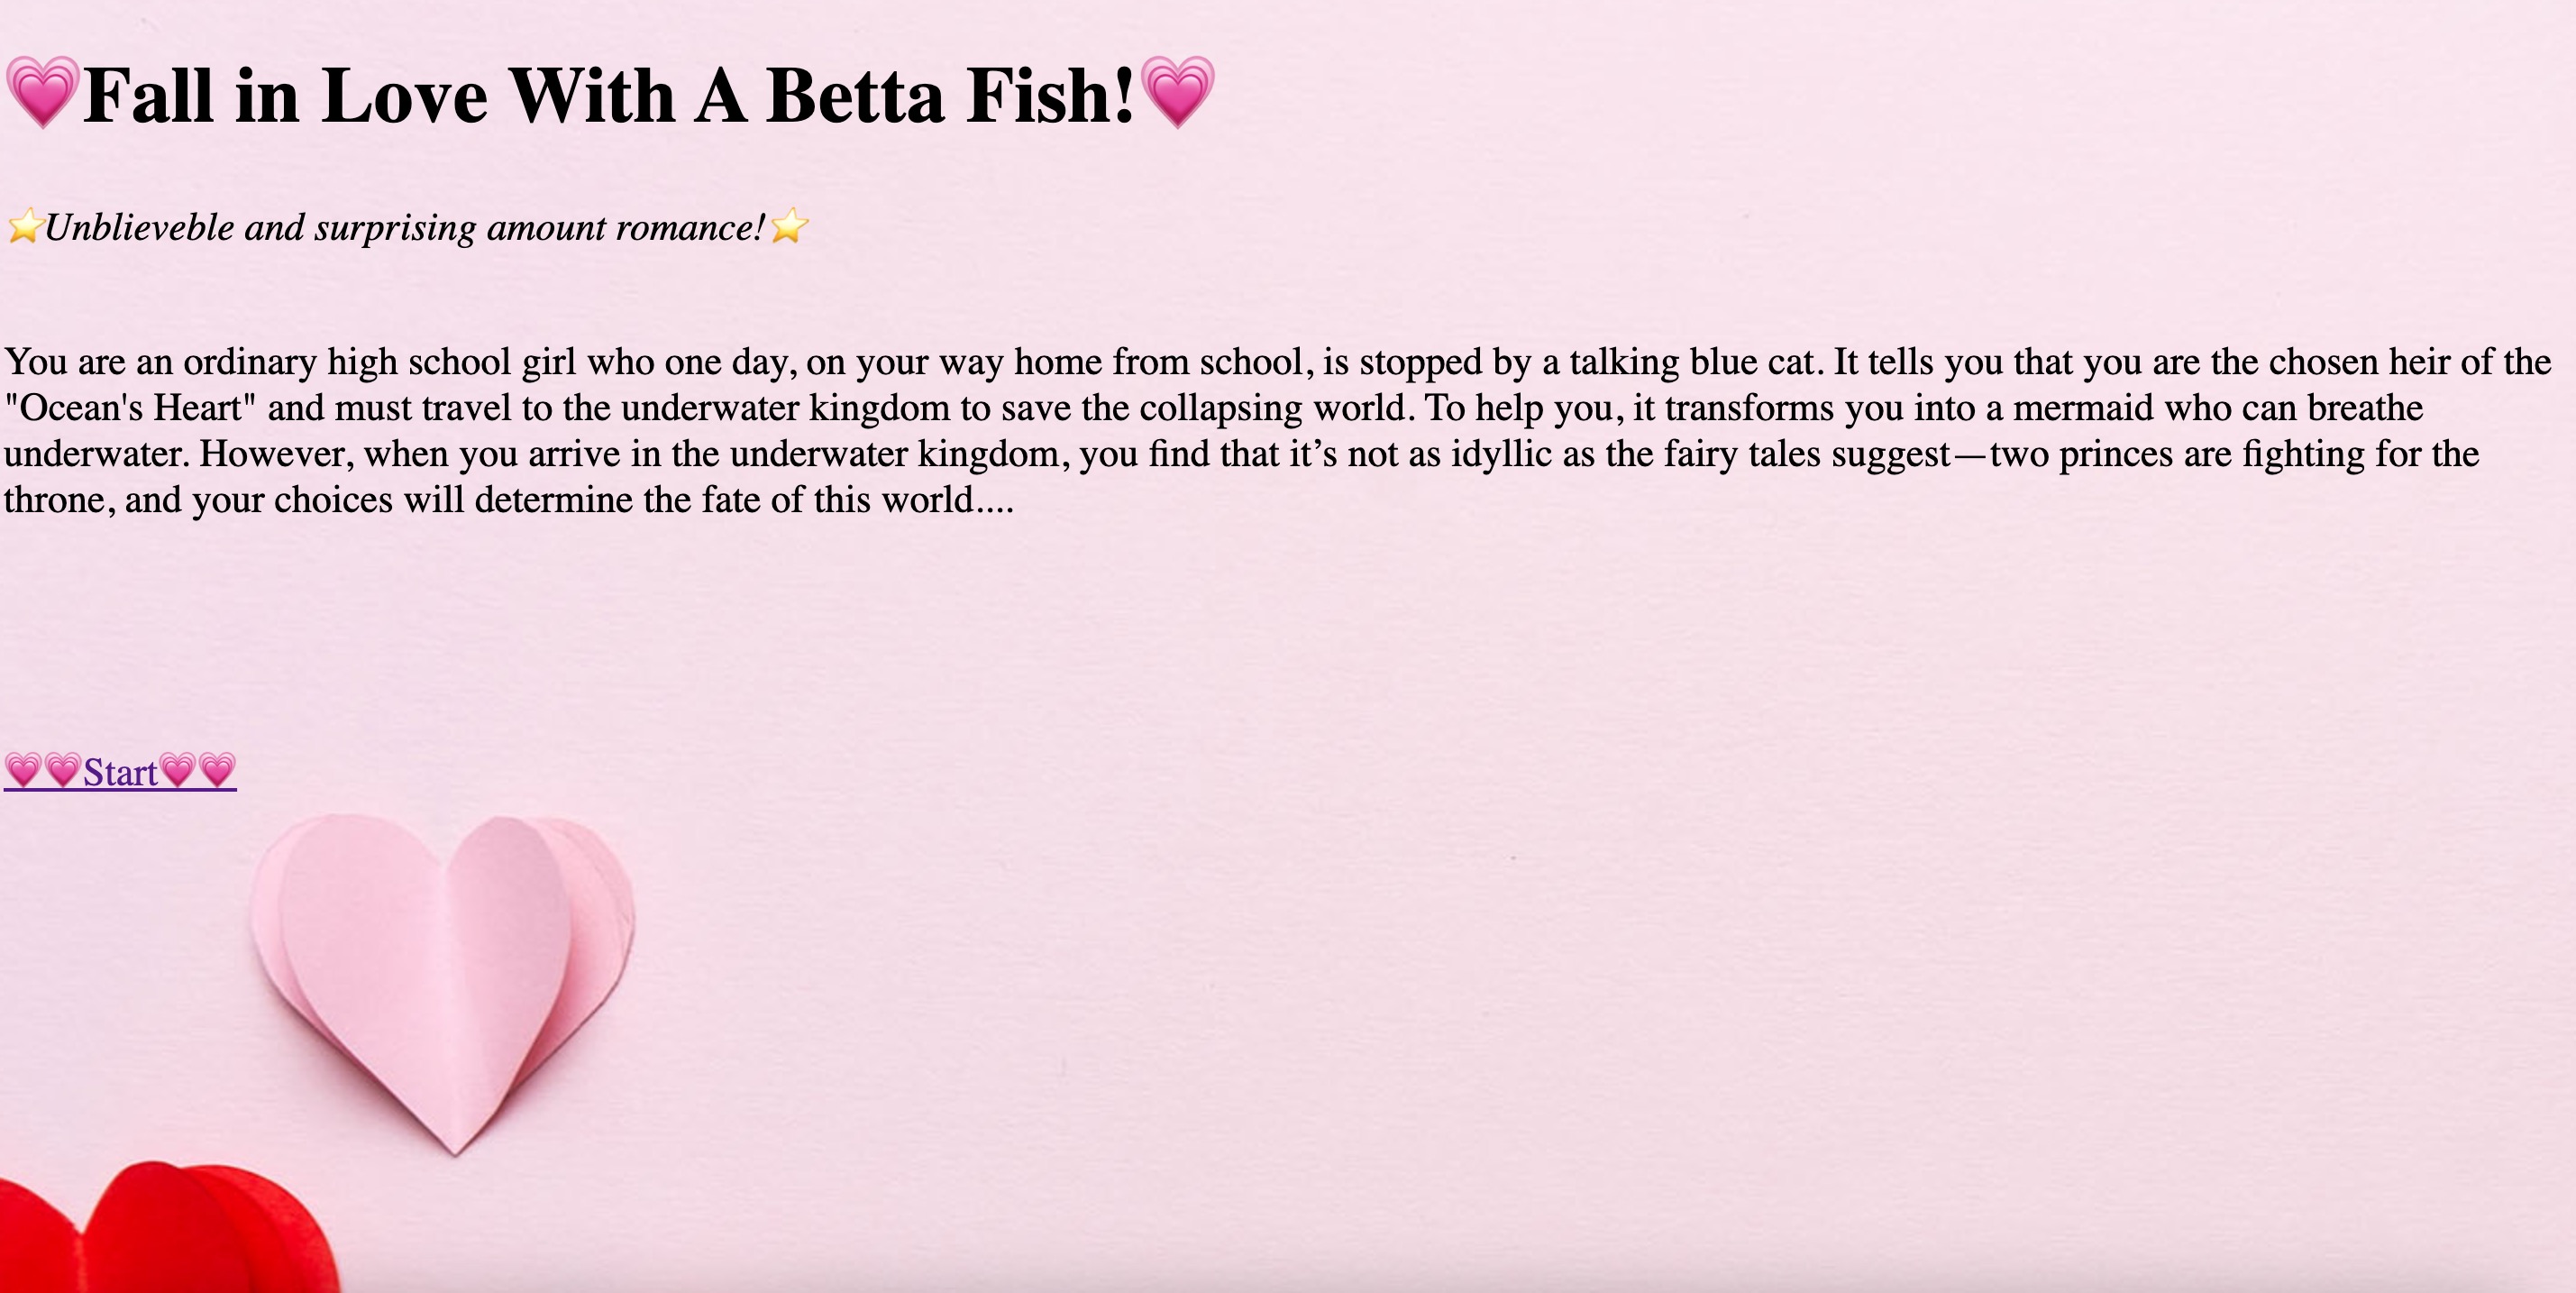 💗Fall in Love With A Betta Fish!💗
⭐Unblieveble and surprising amount romance!⭐
You are an ordinary high school girl who one day, on your way home from school, is stopped by a talking blue cat. It tells you that you are the chosen heir of the
"Ocean's Heart" and must travel to the underwater kingdom to save the collapsing world. To help you, it transforms you into a mermaid who can breathe
underwater. However, when you arrive in the underwater kingdom, you find that it’s not as idyllic as the fairy tales suggest—two princes are fighting for the
throne, and your choices will determine the fate of this world....
💗💗Start💗💗